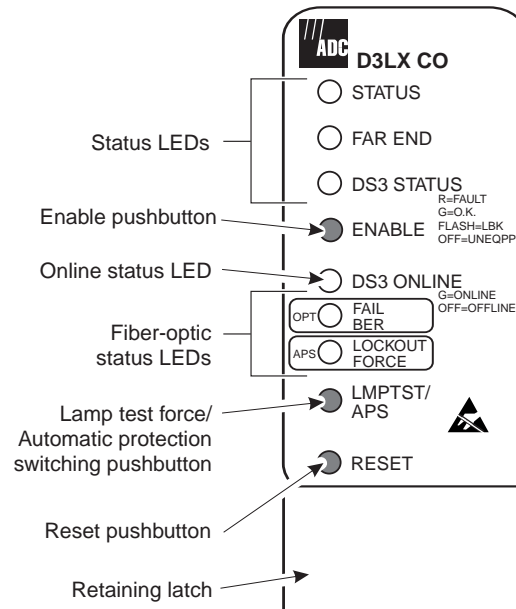 ADC
D3LX CO
STATUS
Status LEDs
FAR END
DS3 STATUS
R=FAULT
G=O.K.
FLASH=LBK
OFF=UNEQPP
Enable pushbutton
ENABLE
Online status LED
DS3 ONLINE
G=ONLINE
OFF=OFFLINE
OPT
FAIL
BER
Fiber-optic
status LEDs
APS
LOCKOUT
FORCE
LMPTST/
APS
Lamp test force/
Automatic protection
switching pushbutton
RESET
Reset pushbutton
Retaining latch